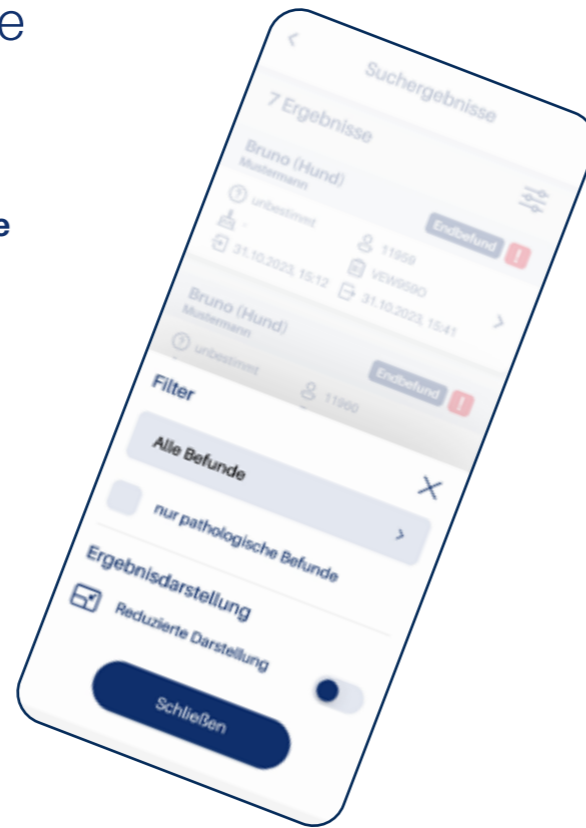 e
e
Suchergebnisse
7 Ergebnisse
Bruno (Hund)
Mustermann
Endbefund !
unbestimmt 11959
- VEW959O
31.10.2023, 15:12 31.10.2023, 15:41
Bruno (Hund)
Mustermann
Endbefund !
unbestimmt 11960
Filter
Alle Befunde
nur pathologische Befunde
Ergebnisdarstellung
Reduzierte Darstellung
Schließen